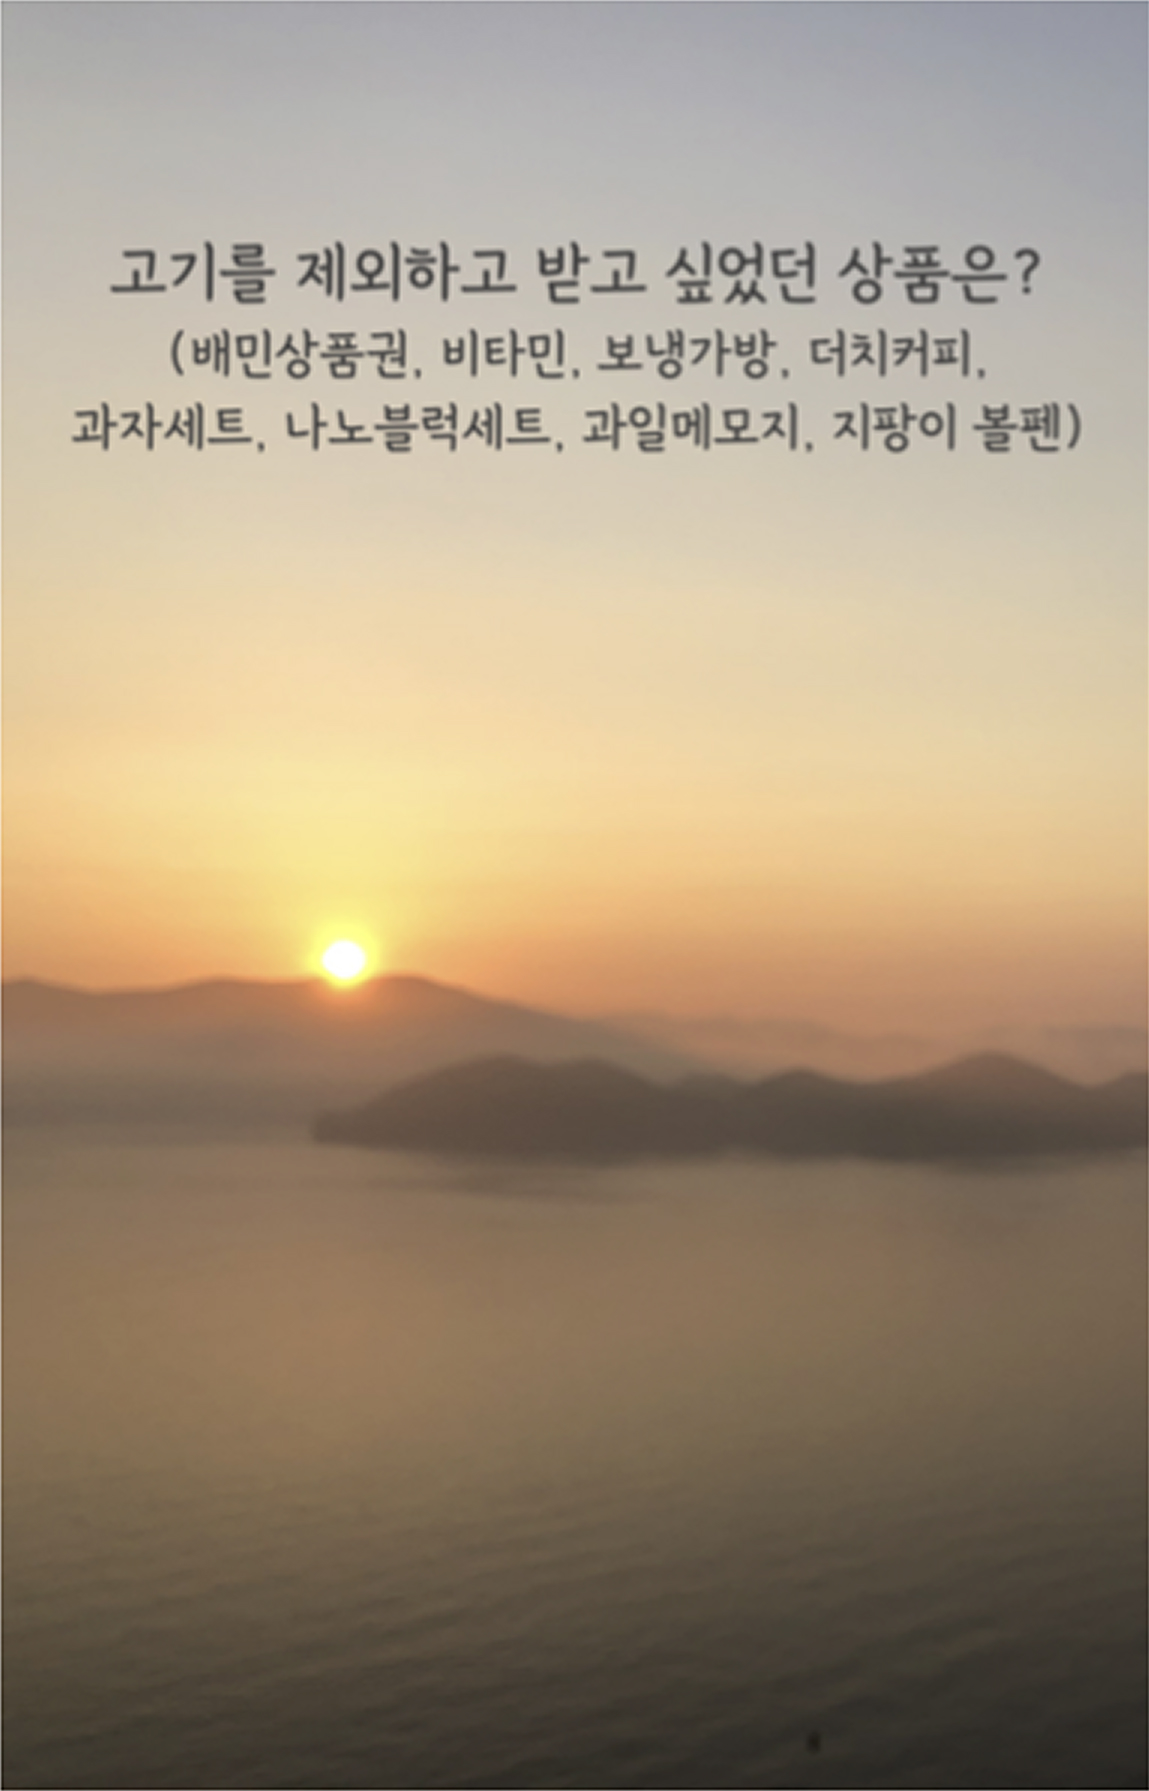 고기를 제외하고 받고 싶었던 상품은?
(배민상품권, 비타민, 보냉가방, 더치커피,
과자세트, 나노블럭세트, 과일메모지, 지팡이 볼펜)